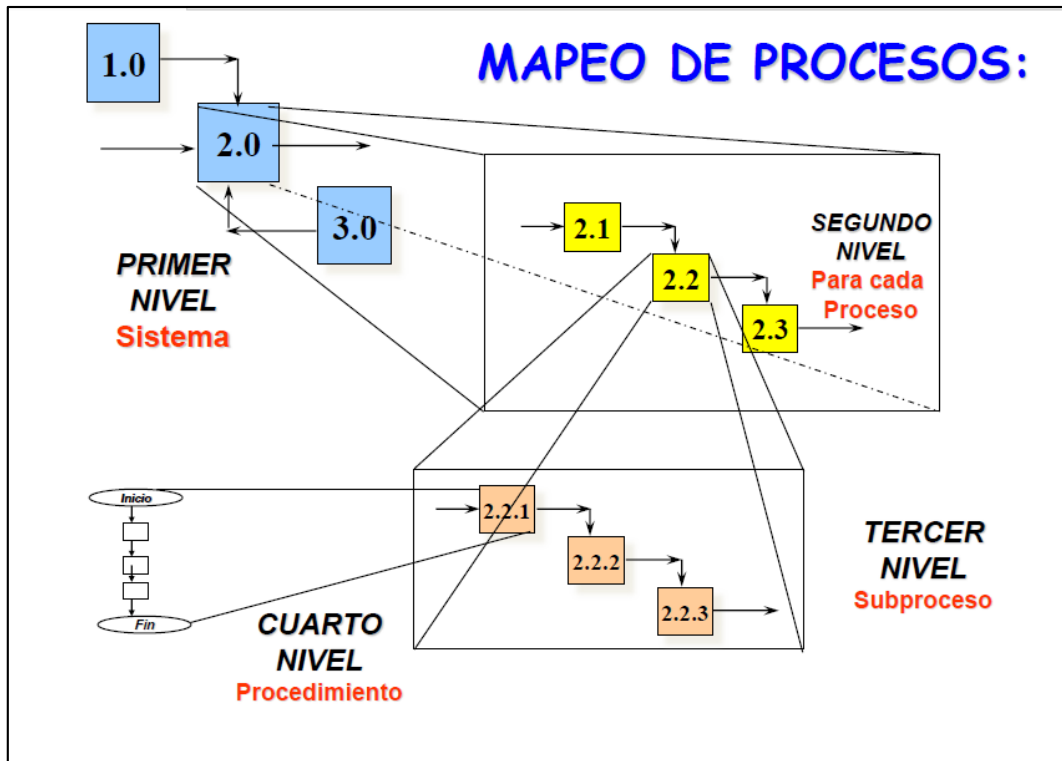 MAPEO DE PROCESOS:
1.0
2.0
3.0
PRIMER
NIVEL
Sistema
2.1
2.2
2.3
SEGUNDO
NIVEL
Para cada
Proceso
2.2.1
2.2.2
2.2.3
TERCER
NIVEL
Subproceso
Inicio
Fin
CUARTO
NIVEL
Procedimiento